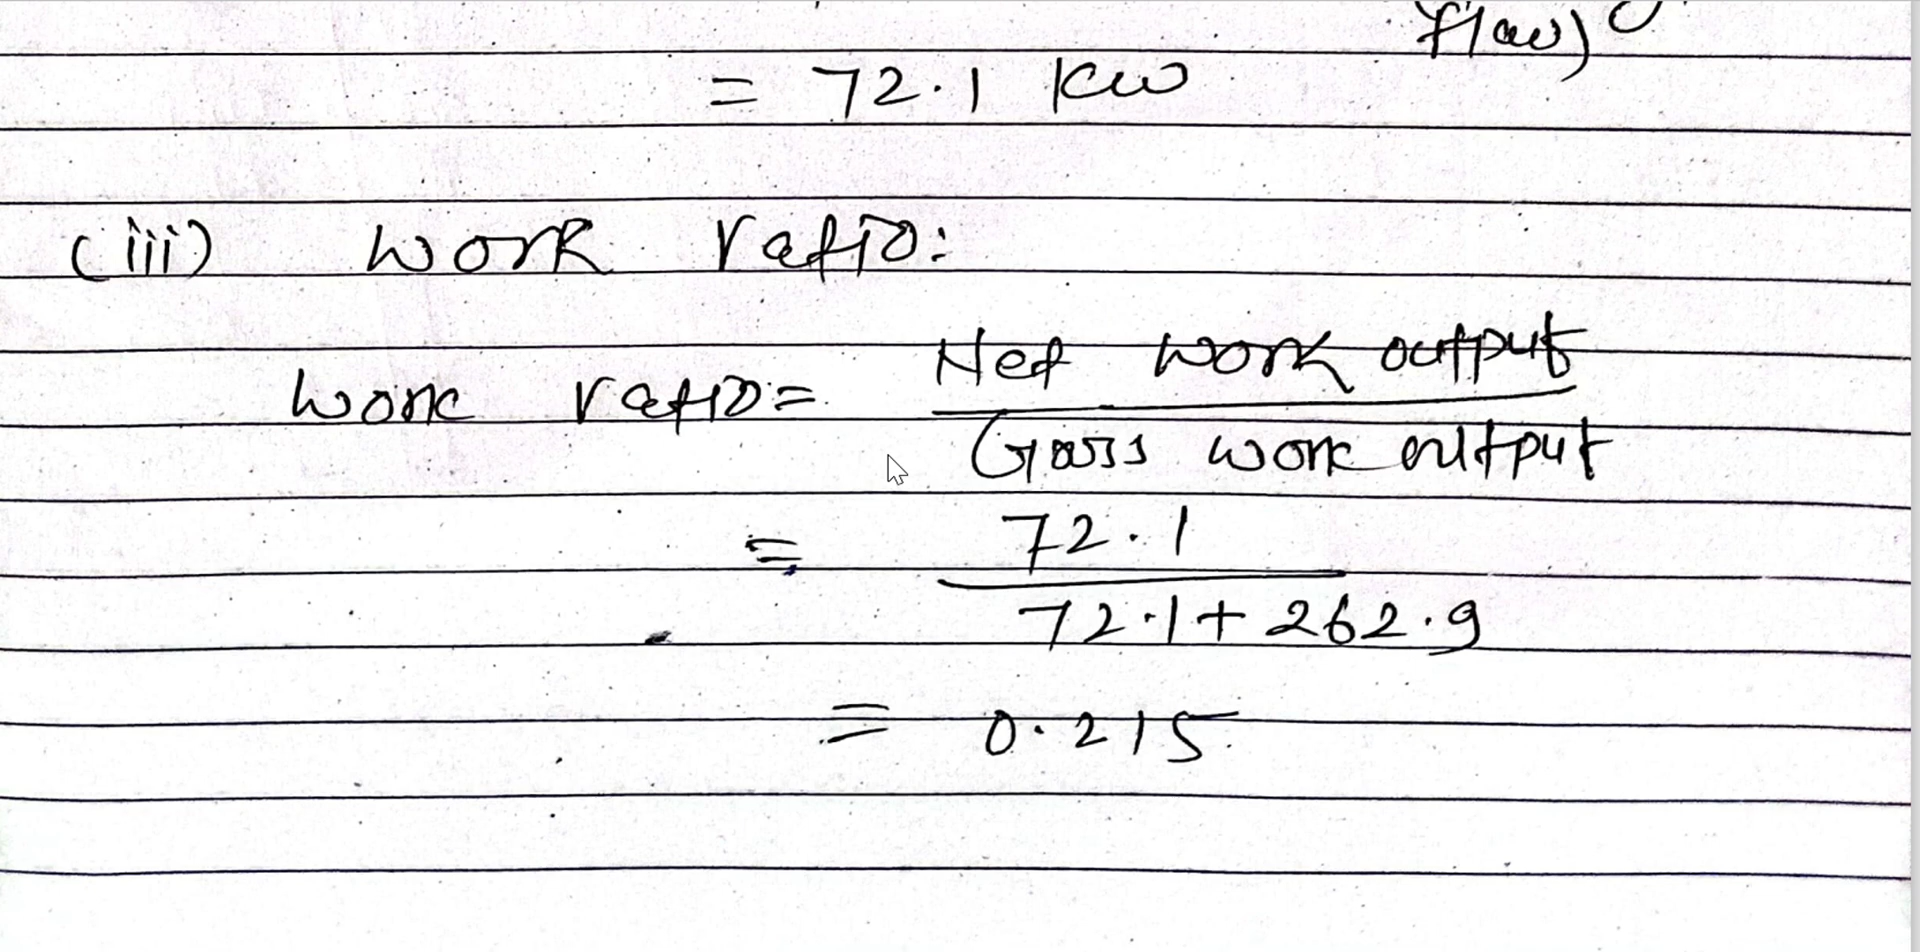 flow)
= 72.1 kW
(iii) Work ratio:
Work ratio = Net work output
Gross work output
= 72.1
72.1 + 262.9
= 0.215